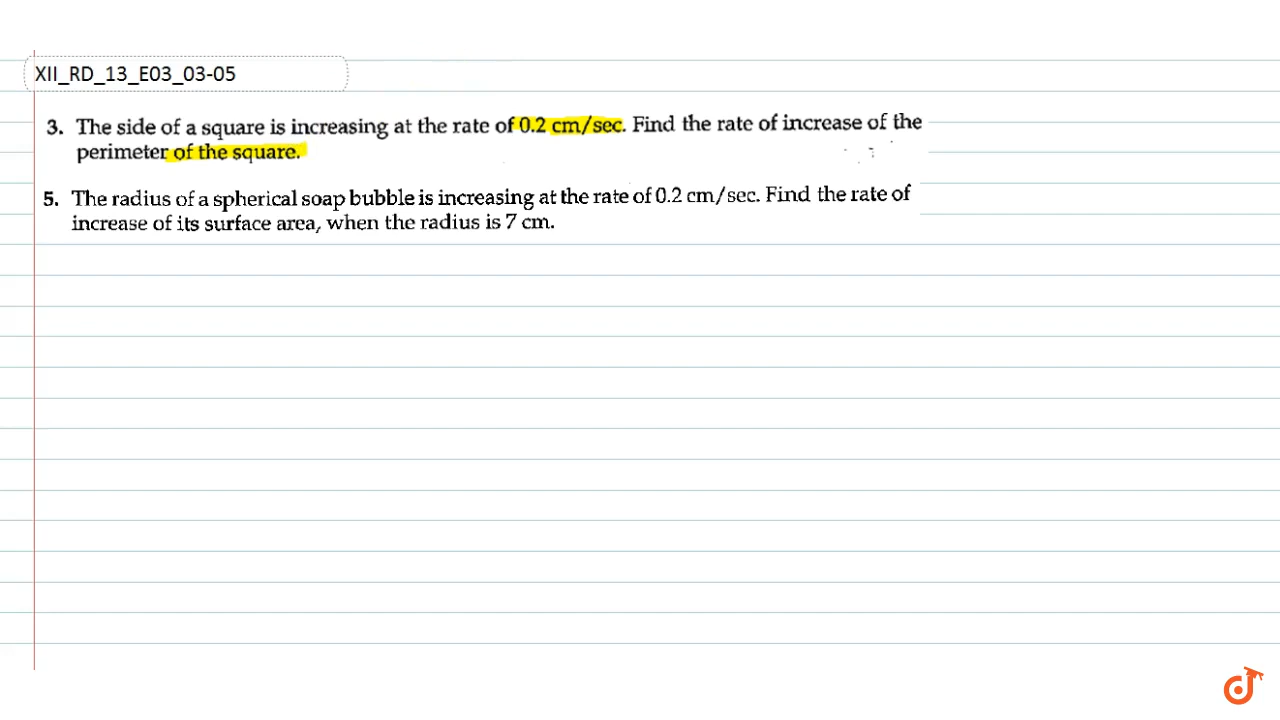 XII_RD_13_E03_03-05
3. The side of a square is increasing at the rate of 0.2 cm/sec. Find the rate of increase of the
perimeter of the square.
5. The radius of a spherical soap bubble is increasing at the rate of 0.2 cm/sec. Find the rate of
increase of its surface area, when the radius is 7 cm.